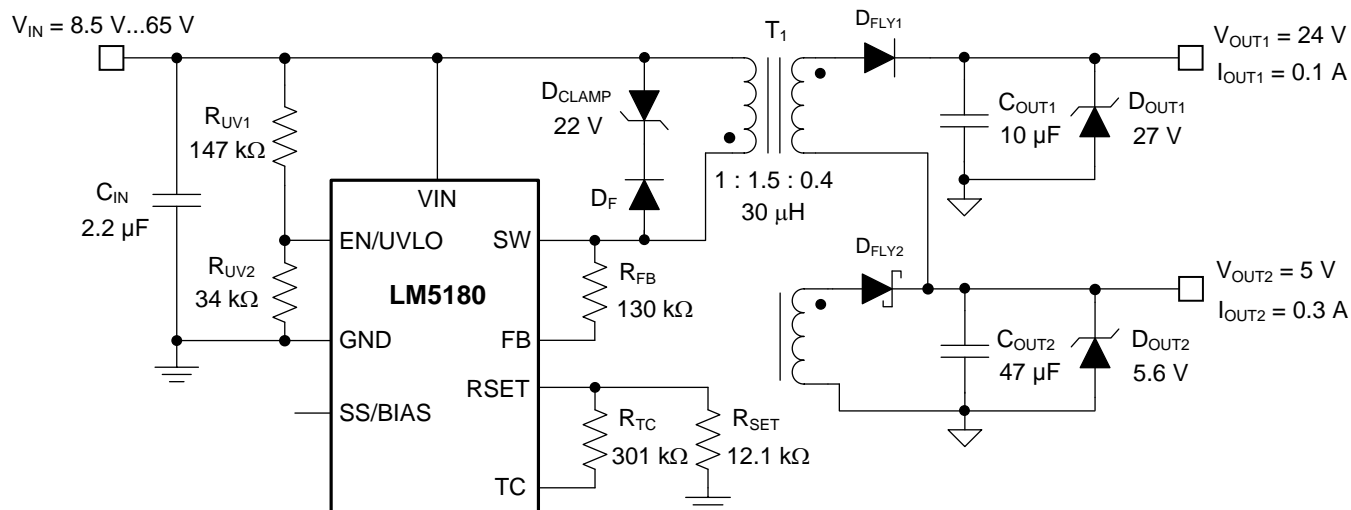 V_IN = 8.5 V...65 V
D_FLY1
T_1
V_OUT1 = 24 V
I_OUT1 = 0.1 A
D_CLAMP
22 V
C_OUT1
10 µF
D_OUT1
27 V
R_UV1
147 kΩ
C_IN
2.2 µF
D_F
1 : 1.5 : 0.4
30 µH
VIN
EN/UVLO
SW
R_UV2
34 kΩ
LM5180
R_FB
130 kΩ
D_FLY2
V_OUT2 = 5 V
I_OUT2 = 0.3 A
GND
FB
C_OUT2
47 µF
D_OUT2
5.6 V
RSET
SS/BIAS
R_TC
301 kΩ
R_SET
12.1 kΩ
TC